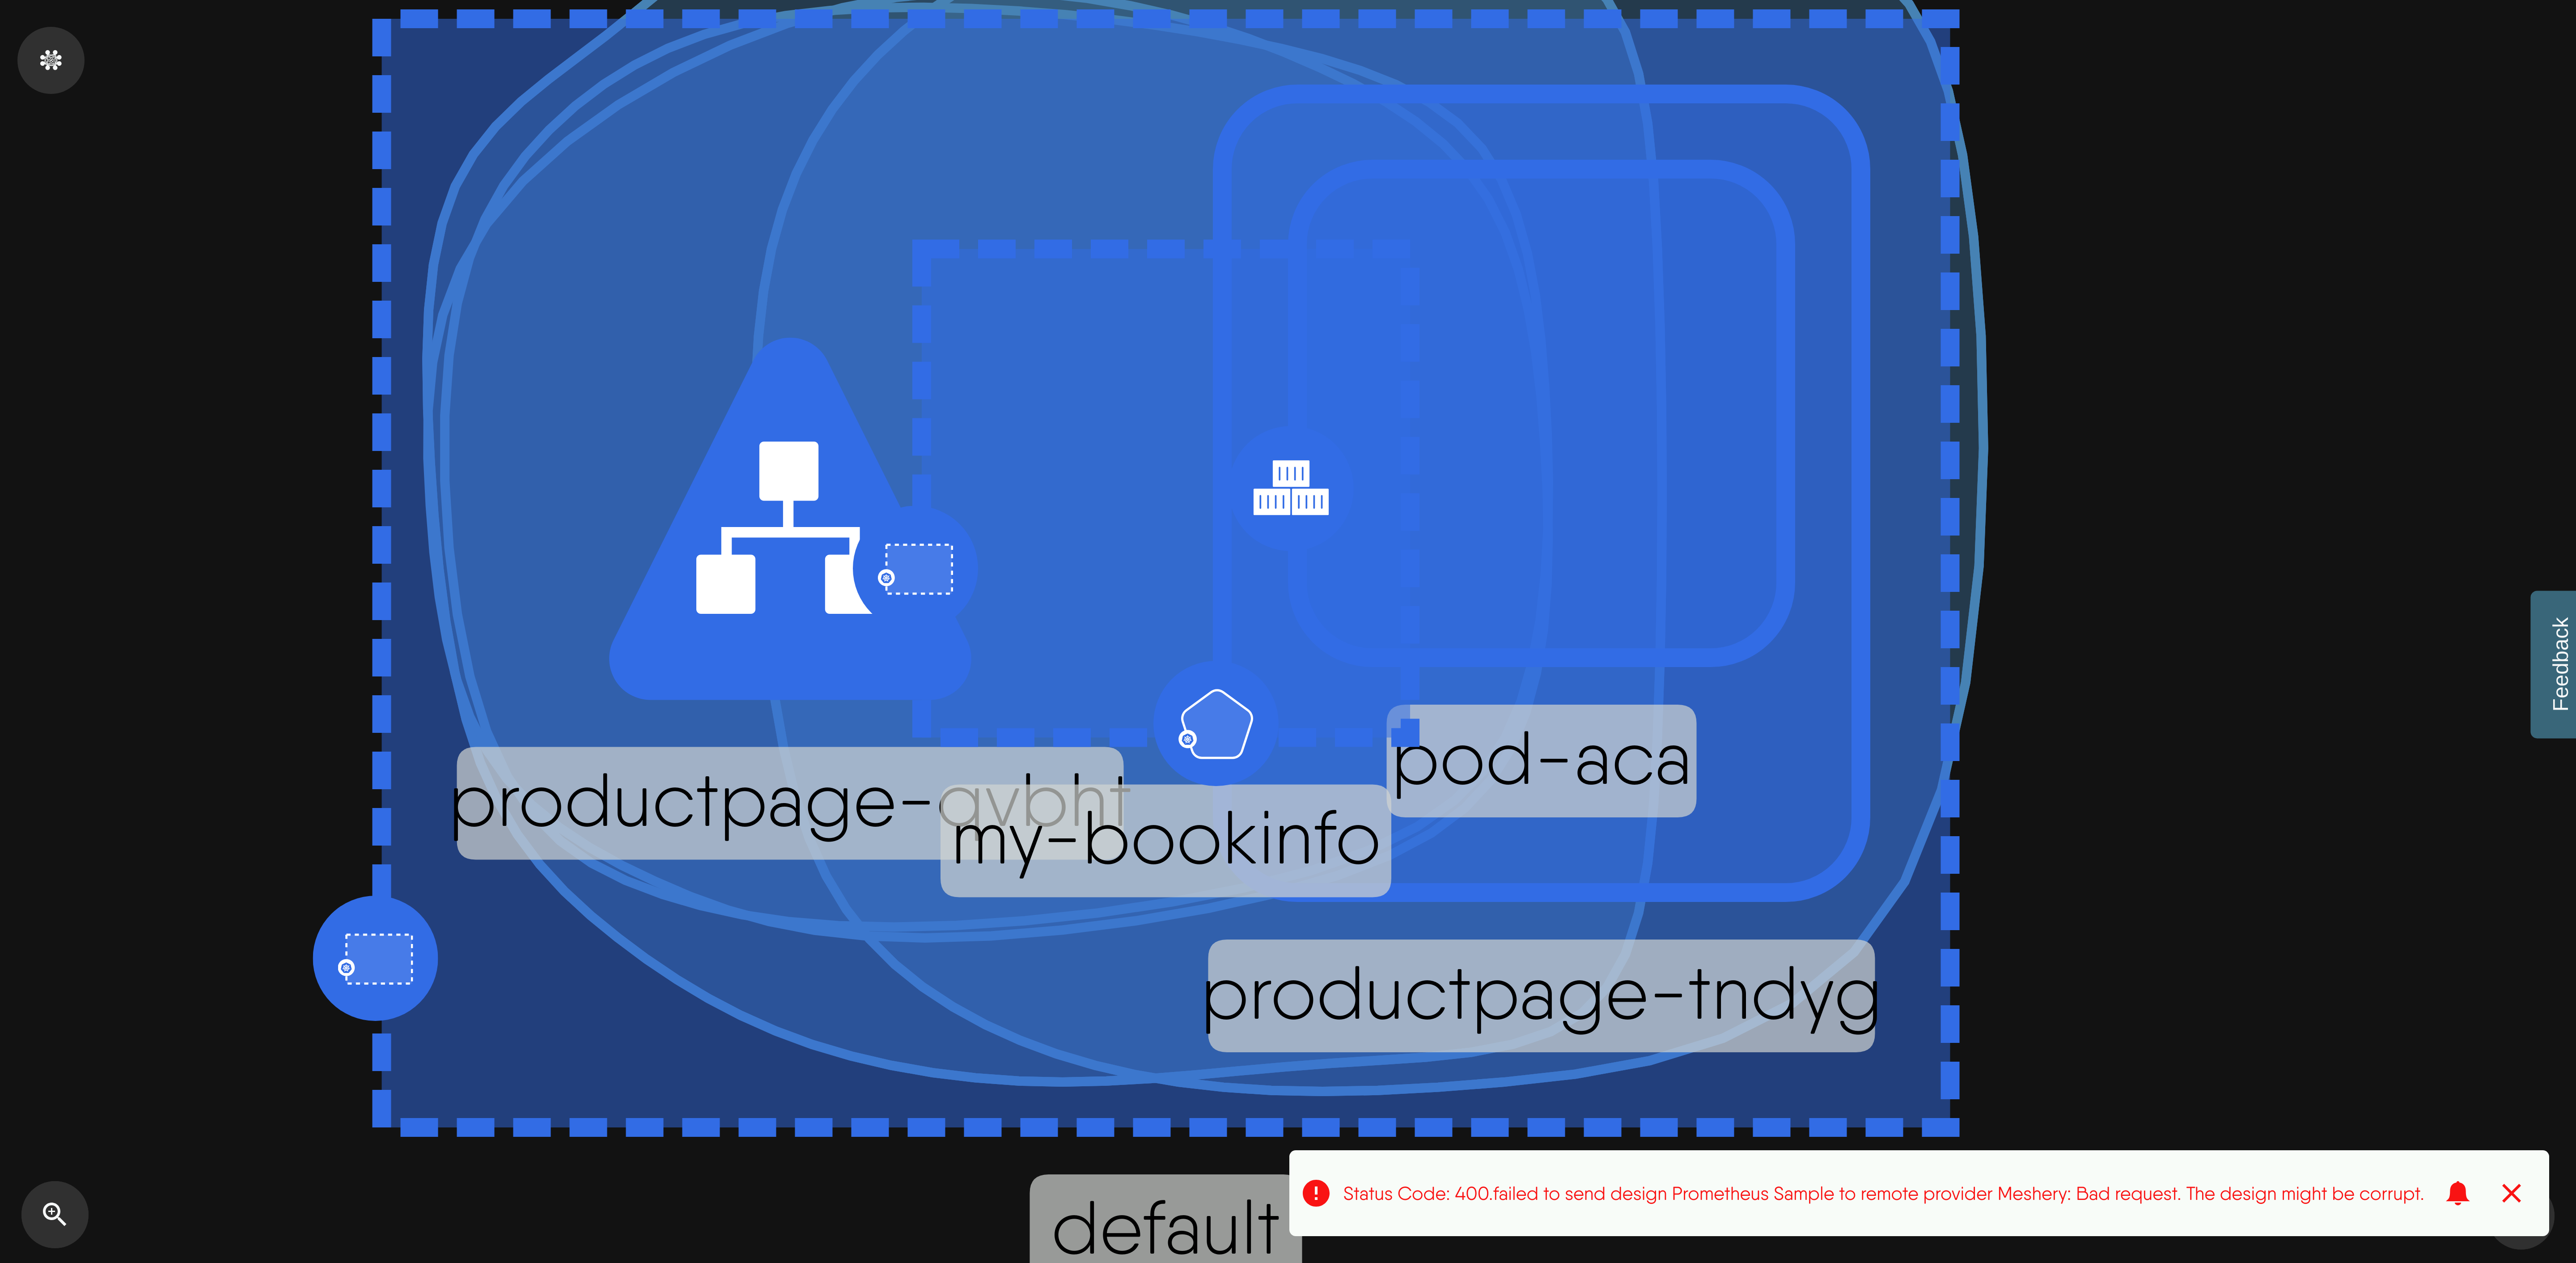 Feedback
pod-aca
productpage-qvbht
my-bookinfo
productpage-tndyg
Status Code: 400.failed to send design Prometheus Sample to remote provider Meshery: Bad request. The design might be corrupt.
default